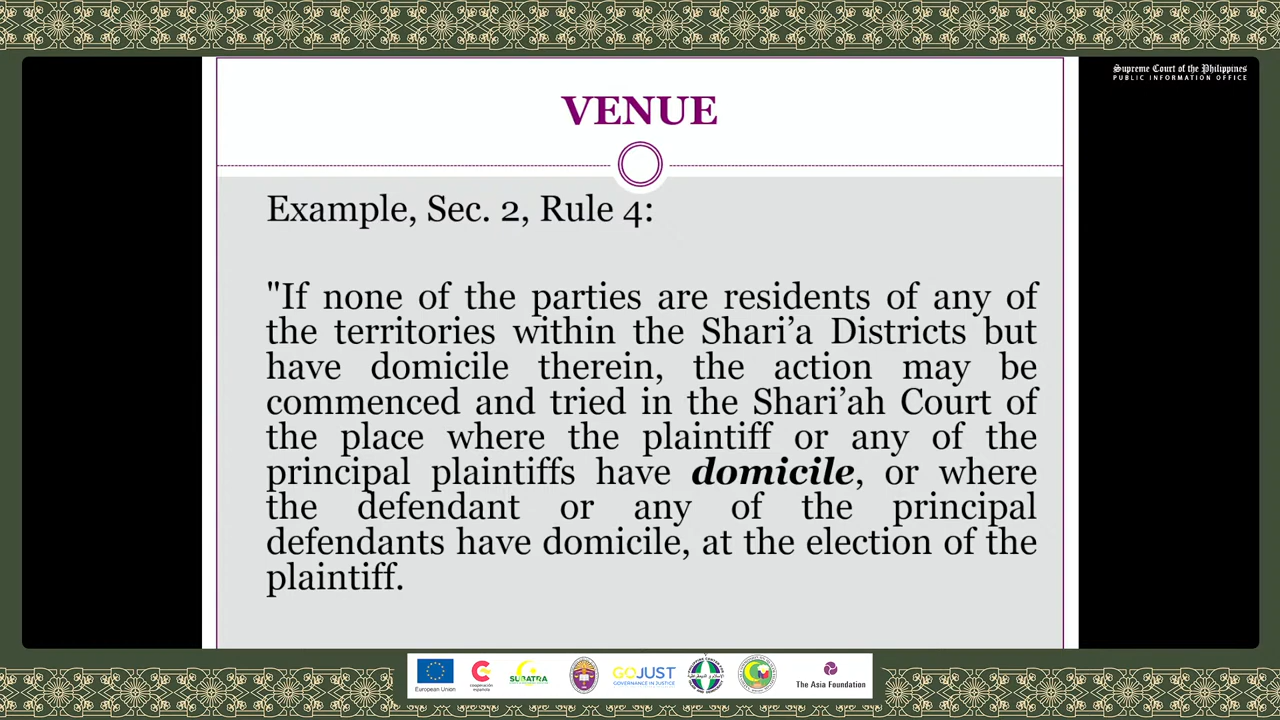 Supreme Court of the Philippines
PUBLIC INFORMATION OFFICE
VENUE
Example, Sec. 2, Rule 4:
"If none of the parties are residents of any of
the territories within the Shari’a Districts but
have domicile therein, the action may be
commenced and tried in the Shari’ah Court of
the place where the plaintiff or any of the
principal plaintiffs have domicile, or where
the defendant or any of the principal
defendants have domicile, at the election of the
plaintiff.
European Union
cooperación
española
SUBATRA
GOJUST
GOVERNANCE IN JUSTICE
The Asia Foundation